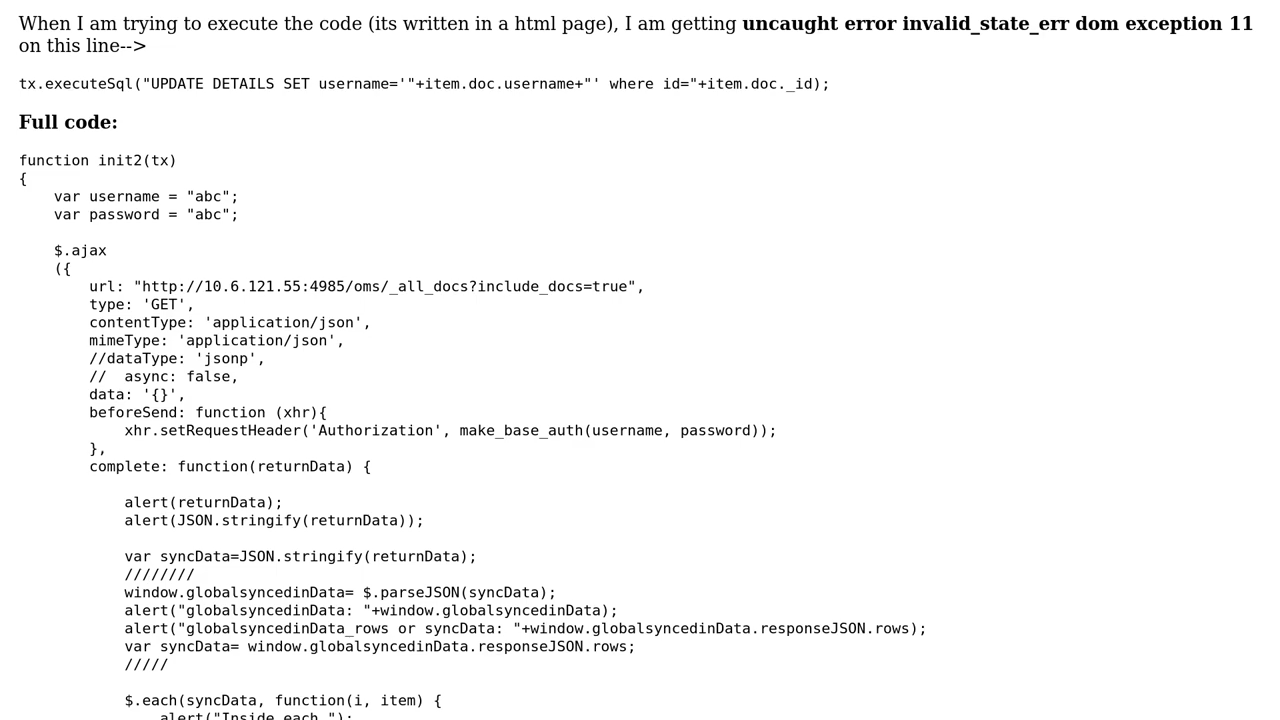 When I am trying to execute the code (its written in a html page), I am getting uncaught error invalid_state_err dom exception 11
on this line-->
tx.executeSql("UPDATE DETAILS SET username='"+item.doc.username+"' where id="+item.doc._id);
Full code:
function init2(tx)
{
    var username = "abc";
    var password = "abc";
    $.ajax
    ({
        url: "http://10.6.121.55:4985/oms/_all_docs?include_docs=true",
        type: 'GET',
        contentType: 'application/json',
        mimeType: 'application/json',
        //dataType: 'jsonp',
        //  async: false,
        data: '{}',
        beforeSend: function (xhr){
            xhr.setRequestHeader('Authorization', make_base_auth(username, password));
        },
        complete: function(returnData) {
            alert(returnData);
            alert(JSON.stringify(returnData));
            var syncData=JSON.stringify(returnData);
            ////////
            window.globalsyncedinData= $.parseJSON(syncData);
            alert("globalsyncedinData: "+window.globalsyncedinData);
            alert("globalsyncedinData_rows or syncData: "+window.globalsyncedinData.responseJSON.rows);
            var syncData= window.globalsyncedinData.responseJSON.rows;
            /////
            $.each(syncData, function(i, item) {
                alert("Inside each ");